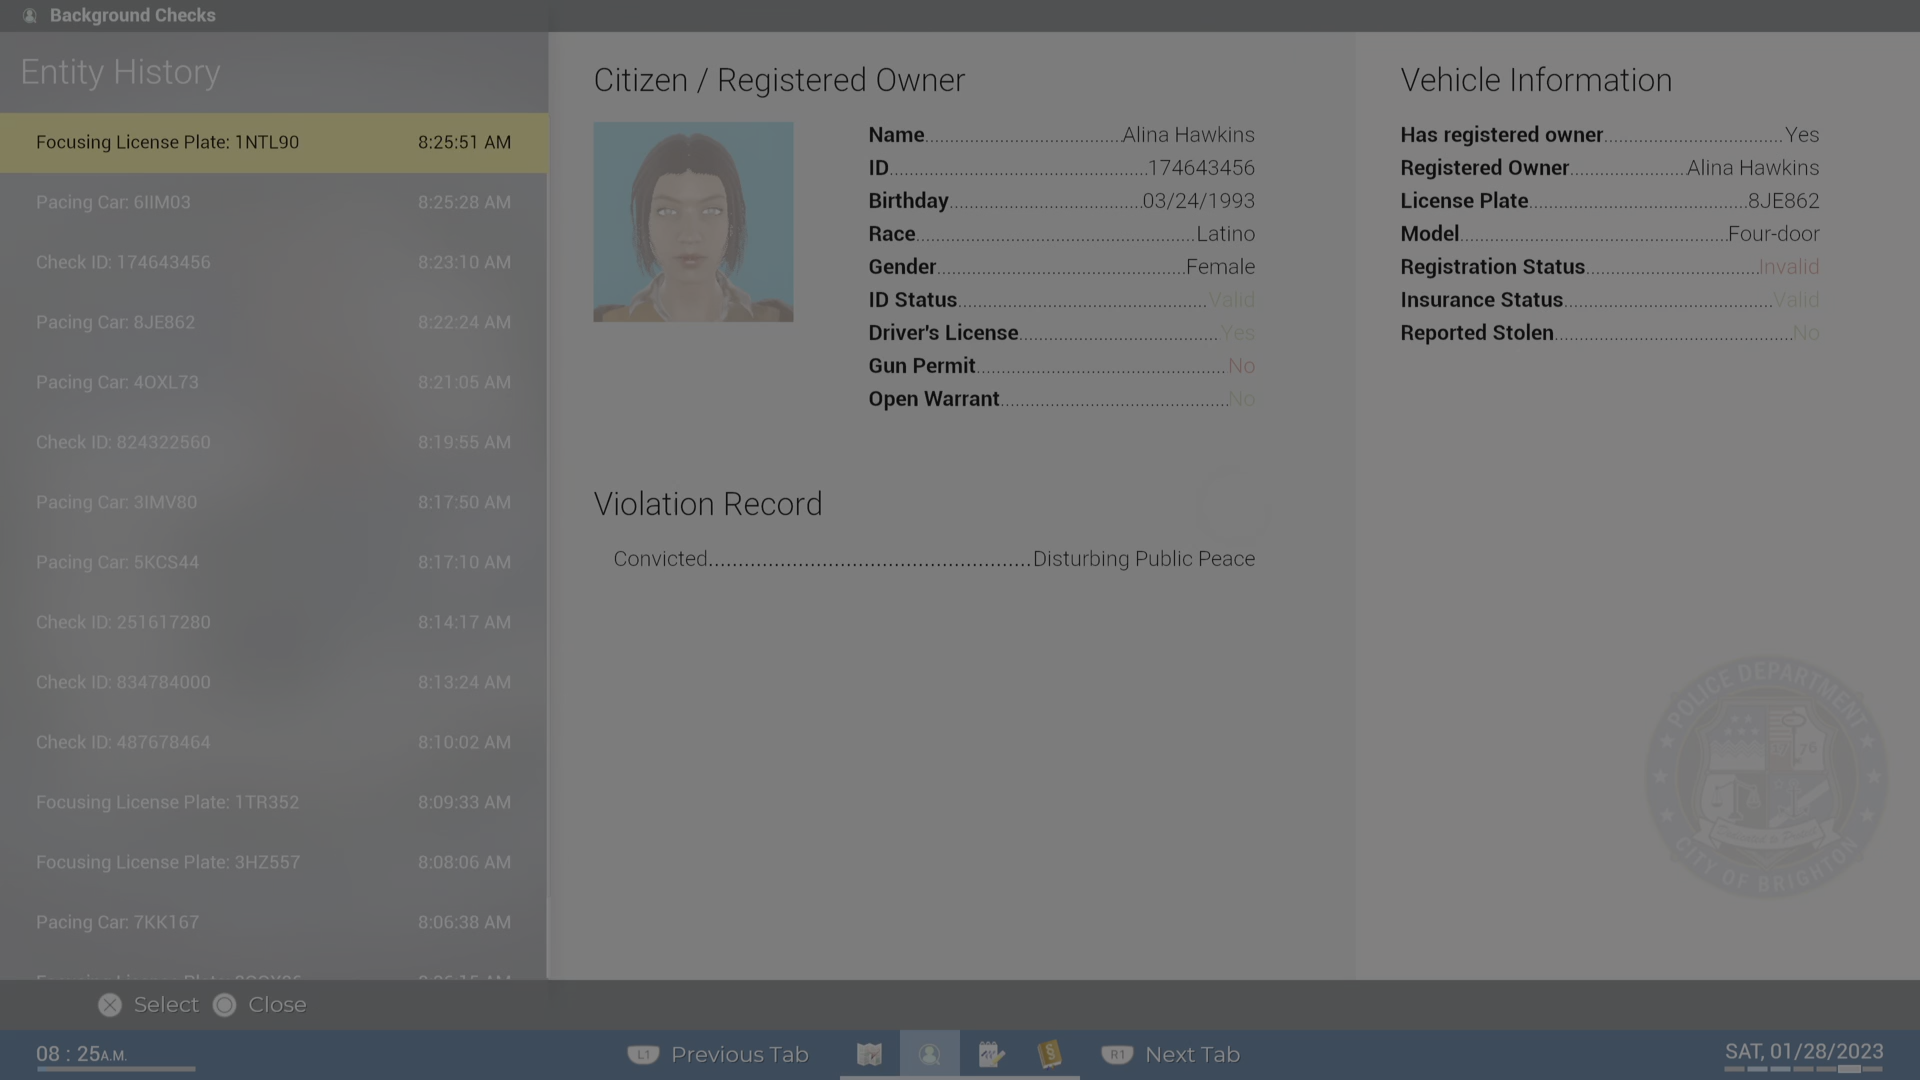 Background Checks
Entity History
Focusing License Plate: 1NTL90 8:25:51 AM
Pacing Car: 6IIM03 8:25:28 AM
Check ID: 174643456 8:23:10 AM
Pacing Car: 8JE862 8:22:24 AM
Pacing Car: 4OXL73 8:21:05 AM
Check ID: 824322560 8:19:55 AM
Pacing Car: 3IMV80 8:17:50 AM
Pacing Car: 5KCS44 8:17:10 AM
Check ID: 251617280 8:14:17 AM
Check ID: 834784000 8:13:24 AM
Check ID: 487678464 8:10:02 AM
Focusing License Plate: 1TR352 8:09:33 AM
Focusing License Plate: 3HZ557 8:08:06 AM
Pacing Car: 7KK167 8:06:38 AM
Citizen / Registered Owner
Name Alina Hawkins
ID 174643456
Birthday 03/24/1993
Race Latino
Gender Female
ID Status Valid
Driver's License Yes
Gun Permit No
Open Warrant No
Violation Record
Convicted Disturbing Public Peace
Vehicle Information
Has registered owner Yes
Registered Owner Alina Hawkins
License Plate 8JE862
Model Four-door
Registration Status Invalid
Insurance Status Valid
Reported Stolen No
POLICE DEPARTMENT
CITY OF BRIGHTON
Select Close
08 : 25 A.M.
L1 Previous Tab
R1 Next Tab
SAT, 01/28/2023